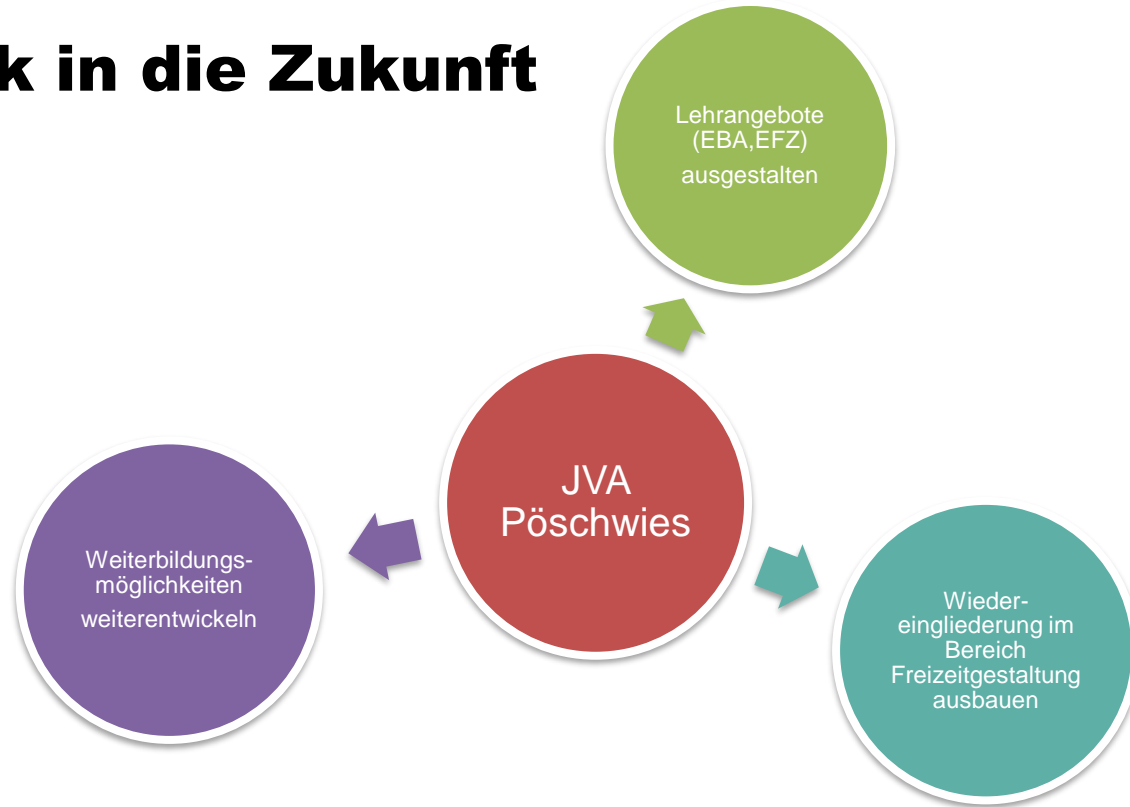 k in die Zukunft
Lehrangebote
(EBA,EFZ)
ausgestalten
JVA
Pöschwies
Weiterbildungs-
möglichkeiten
weiterentwickeln
Wieder-
eingliederung im
Bereich
Freizeitgestaltung
ausbauen